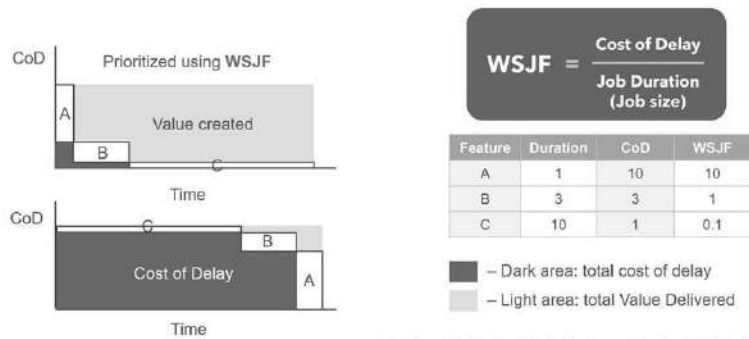 CoD
Prioritized using WSJF
A
Value created
B
C
Time
CoD
C
B
Cost of Delay
A
Time
WSJF = Cost of Delay
Job Duration
(Job size)
Feature Duration CoD WSJF
A 1 10 10
B 3 3 1
C 10 1 0.1
– Dark area: total cost of delay
– Light area: total Value Delivered